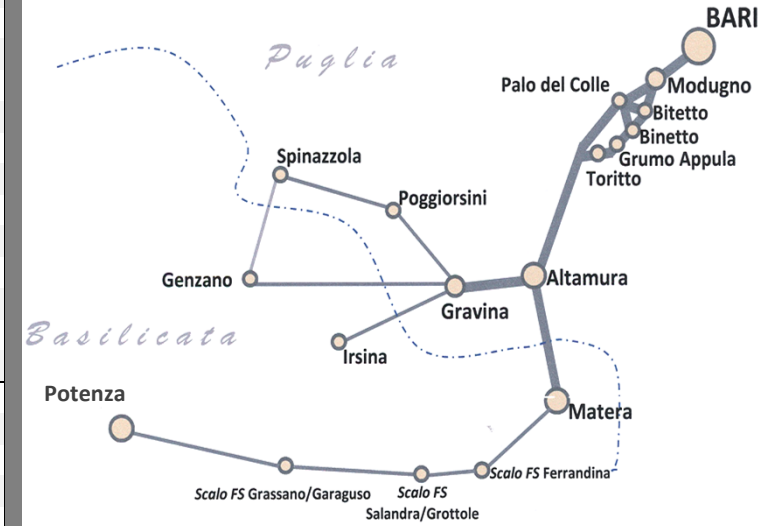 BARI
Puglia
Palo del Colle
Modugno
Bitetto
Binetto
Grumo Appula
Toritto
Spinazzola
Poggiorsini
Genzano
Altamura
Gravina
Basilicata
Irsina
Potenza
Matera
Scalo FS Ferrandina
Scalo FS Grassano/Garaguso
Scalo FS
Salandra/Grottole